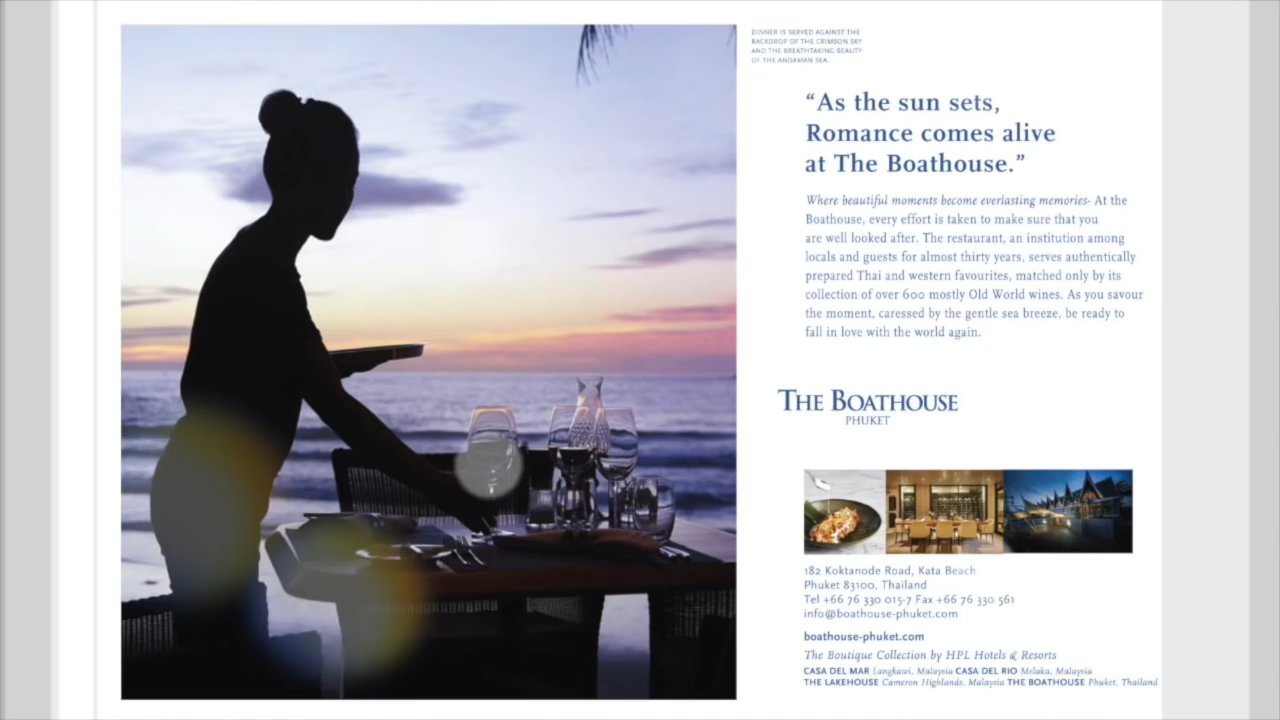 DINNER IS SERVED AGAINST THE
BACKDROP OF THE CRIMSON SKY
AND THE BREATHTAKING BEAUTY
OF THE ANDAMAN SEA.
“As the sun sets,
Romance comes alive
at The Boathouse.”
Where beautiful moments become everlasting memories- At the
Boathouse, every effort is taken to make sure that you
are well looked after. The restaurant, an institution among
locals and guests for almost thirty years, serves authentically
prepared Thai and western favourites, matched only by its
collection of over 600 mostly Old World wines. As you savour
the moment, caressed by the gentle sea breeze, be ready to
fall in love with the world again.
THE BOATHOUSE
PHUKET
182 Koktanode Road, Kata Beach
Phuket 83100, Thailand
Tel +66 76 330 015-7 Fax +66 76 330 561
info@boathouse-phuket.com
boathouse-phuket.com
The Boutique Collection by HPL Hotels & Resorts
CASA DEL MAR Langkawi, Malaysia CASA DEL RIO Melaka, Malaysia
THE LAKEHOUSE Cameron Highlands, Malaysia THE BOATHOUSE Phuket, Thailand